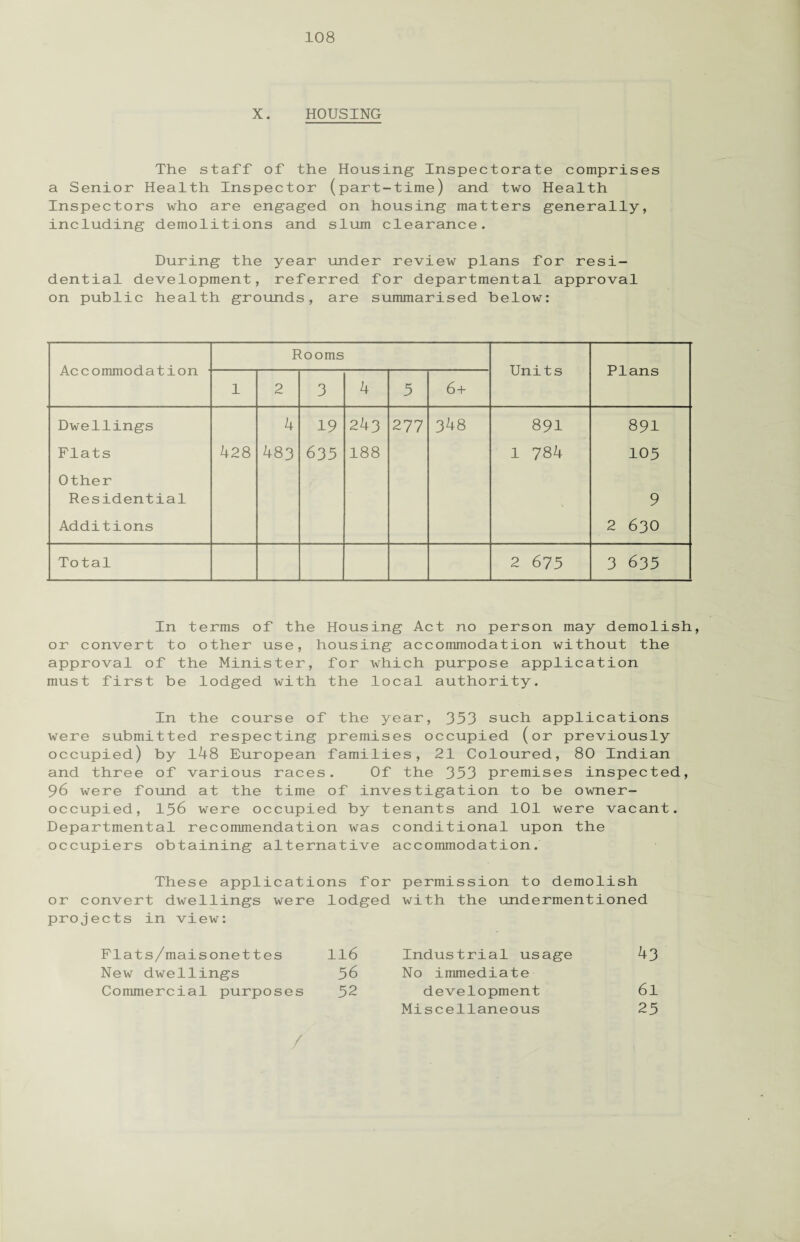 108
X. HOUSING
The staff of the Housing Inspectorate comprises
a Senior Health Inspector (part-time) and two Health
Inspectors who are engaged on housing matters generally,
including demolitions and slum clearance.
During the year under review plans for resi-
dential development, referred for departmental approval
on public health grounds, are summarised below:
Accommodation Rooms Units Plans
1 2 3 4 5 6+
Dwellings 4 19 243 277 348 891 891
Flats 428 483 635 188 1 784 105
Other
Residential 9
Additions 2 630
Total 2 675 3 635
In terms of the Housing Act no person may demolish,
or convert to other use, housing accommodation without the
approval of the Minister, for which purpose application
must first be lodged with the local authority.
In the course of the year, 353 such applications
were submitted respecting premises occupied (or previously
occupied) by 148 European families, 21 Coloured, 80 Indian
and three of various races. Of the 353 premises inspected,
96 were found at the time of investigation to be owner-
occupied, 156 were occupied by tenants and 101 were vacant.
Departmental recommendation was conditional upon the
occupiers obtaining alternative accommodation.
These applications for permission to demolish
or convert dwellings were lodged with the undermentioned
projects in view:
Flats/maisonettes 116 Industrial usage 43
New dwellings 56 No immediate
Commercial purposes 52 development 61
Miscellaneous 25
/